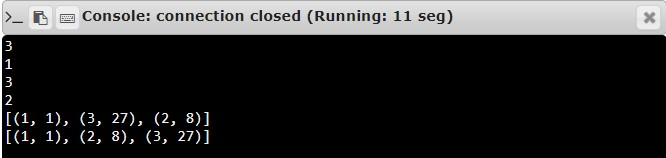 Console: connection closed (Running: 11 seg)
3
1
3
2
[(1, 1), (3, 27), (2, 8)]
[(1, 1), (2, 8), (3, 27)]